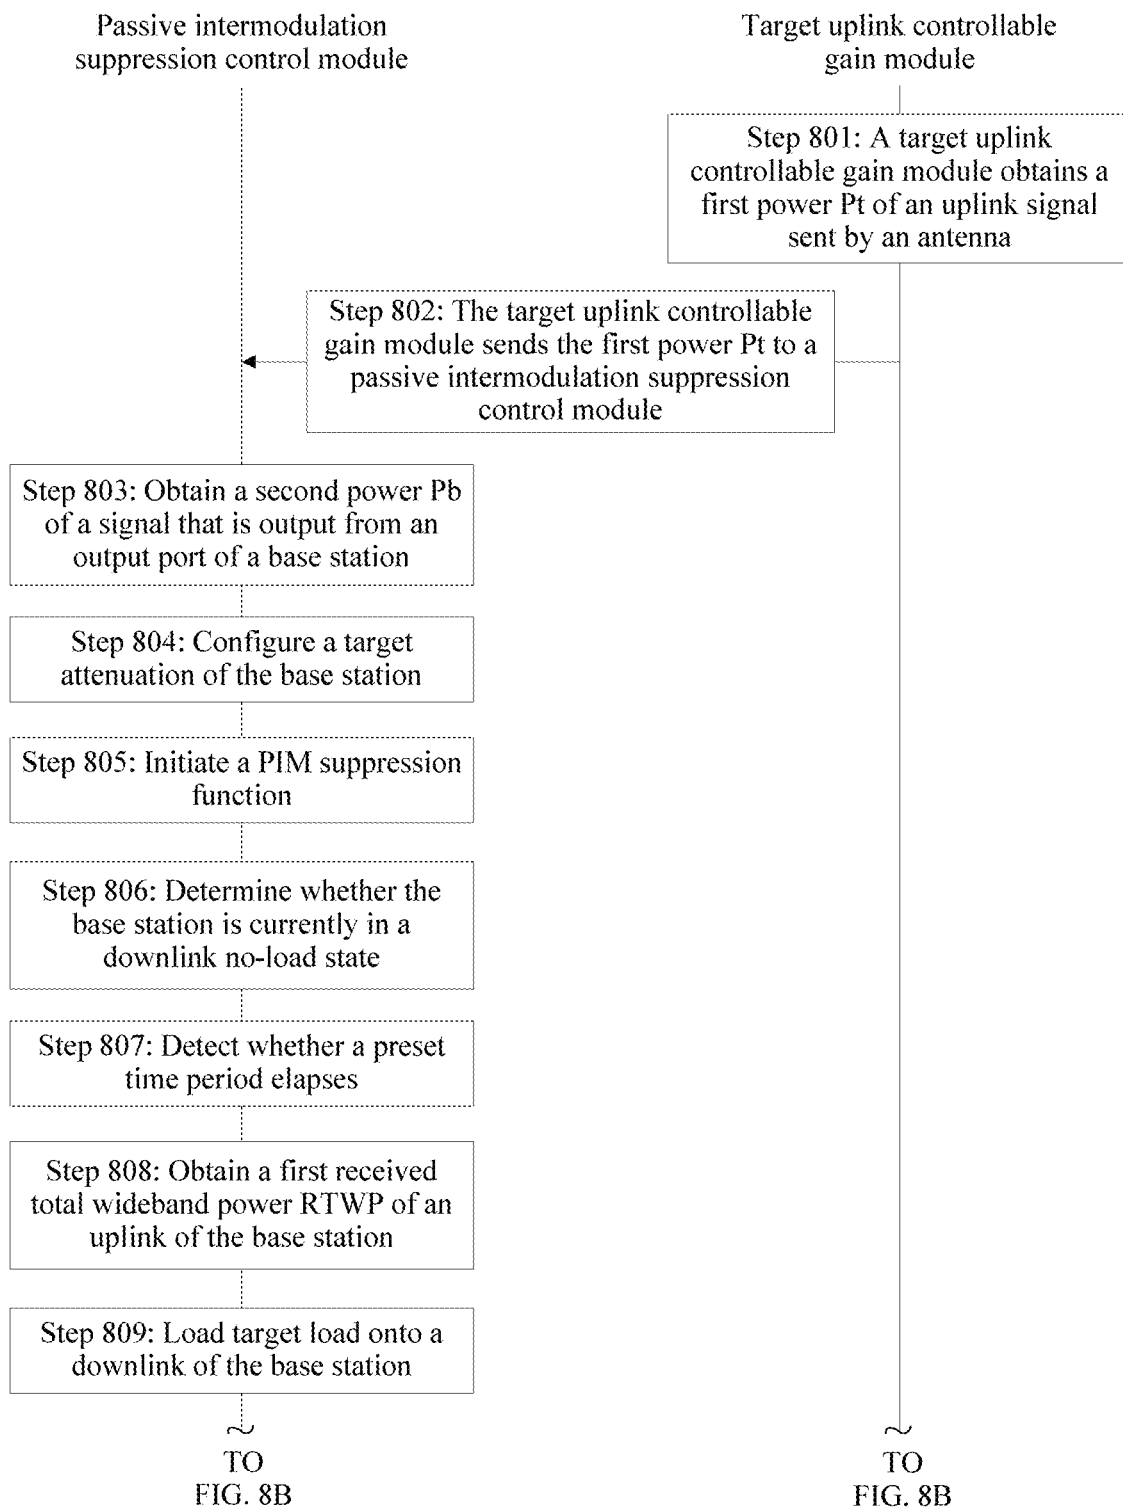 Passive intermodulation
suppression control module
Target uplink controllable
gain module
Step 801: A target uplink
controllable gain module obtains a
first power Pt of an uplink signal
sent by an antenna
Step 802: The target uplink controllable
gain module sends the first power Pt to a
passive intermodulation suppression
control module
Step 803: Obtain a second power Pb
of a signal that is output from an
output port of a base station
Step 804: Configure a target
attenuation of the base station
Step 805: Initiate a PIM suppression
function
Step 806: Determine whether the
base station is currently in a
downlink no-load state
Step 807: Detect whether a preset
time period elapses
Step 808: Obtain a first received
total wideband power RTWP of an
uplink of the base station
Step 809: Load target load onto a
downlink of the base station
TO
FIG. 8B
TO
FIG. 8B